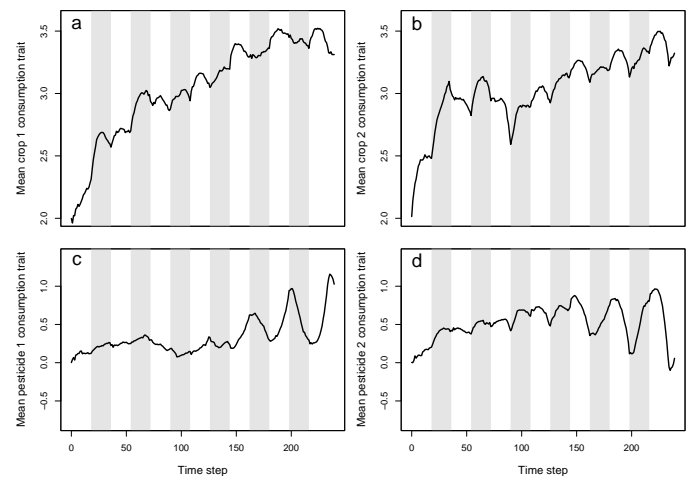 a
Mean crop 1 consumption trait
3.5
3.0
2.5
2.0
b
Mean crop 2 consumption trait
3.5
3.0
2.5
2.0
c
Mean pesticide 1 consumption trait
1.0
0.5
0.0
−0.5
0 50 100 150 200
Time step
d
Mean pesticide 2 consumption trait
1.0
0.5
0.0
−0.5
0 50 100 150 200
Time step